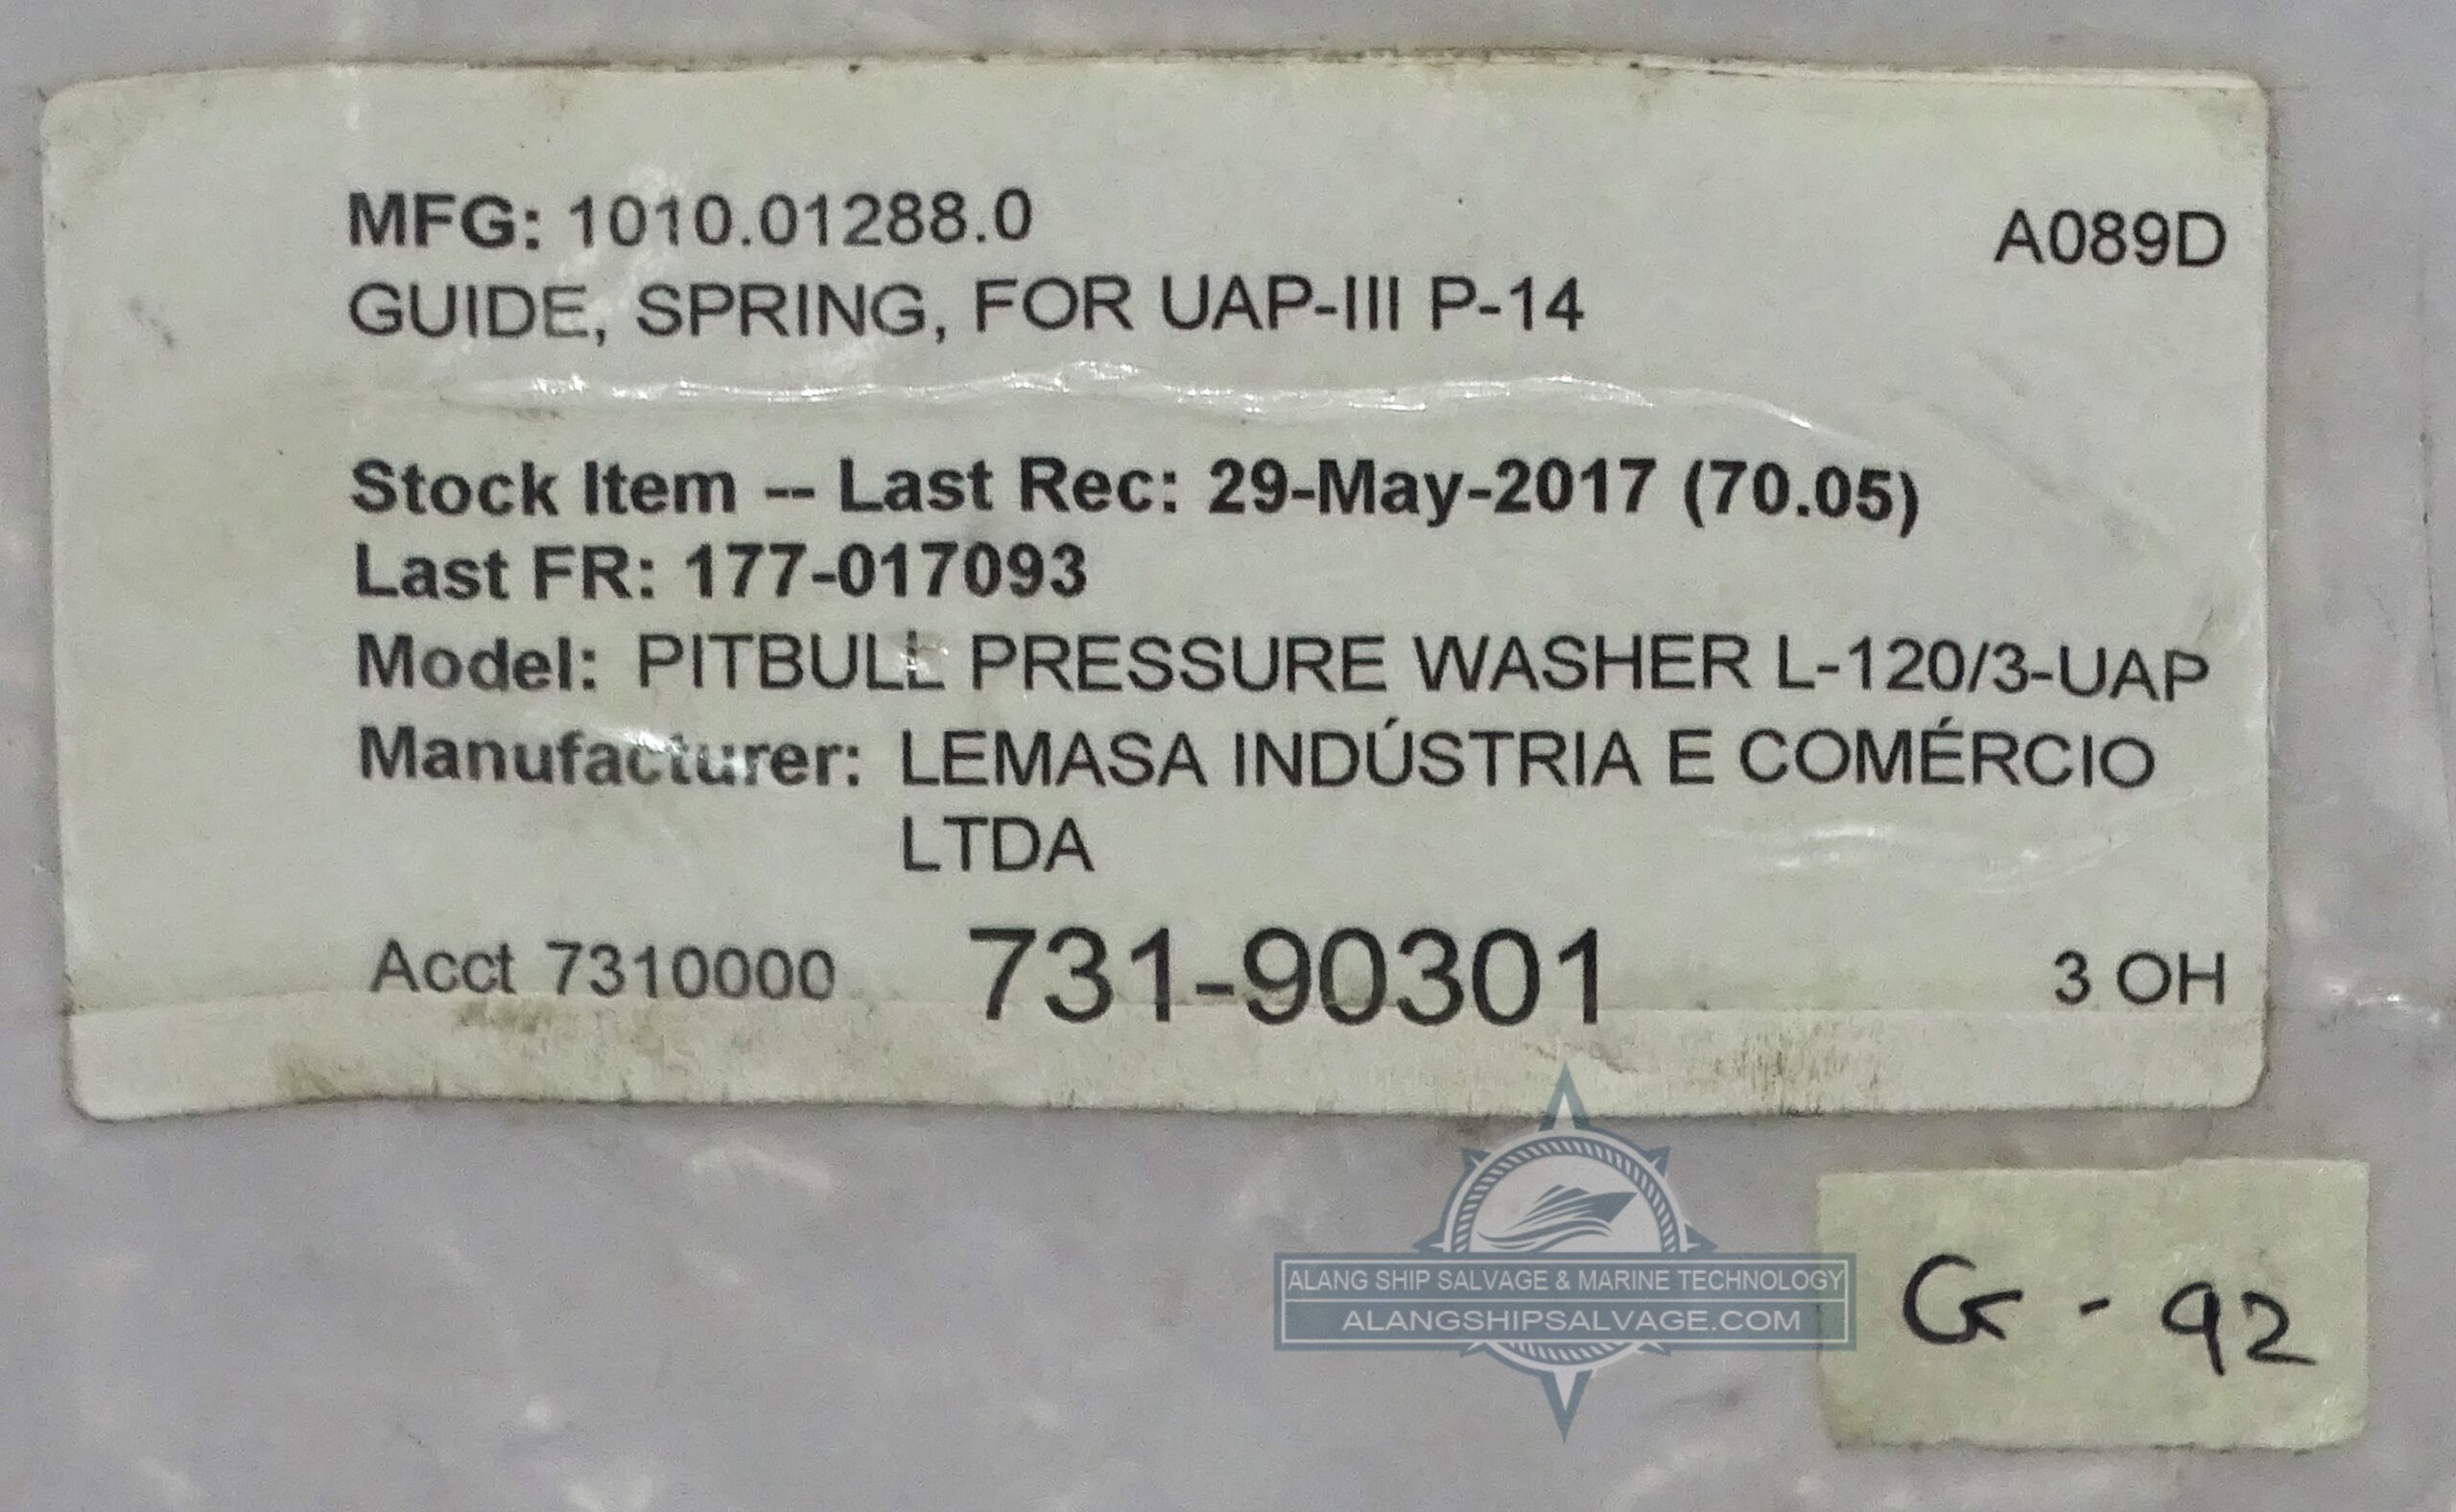 MFG: 1010.01288.0
A089D
GUIDE, SPRING, FOR UAP-III P-14
Stock Item -- Last Rec: 29-May-2017 (70.05)
Last FR: 177-017093
Model: PITBULL PRESSURE WASHER L-120/3-UAP
Manufacturer: LEMASA INDÚSTRIA E COMÉRCIO
LTDA
Acct 7310000 731-90301 3 OH
ALANG SHIP SALVAGE & MARINE TECHNOLOGY
ALANGSHIPSALVAGE.COM
G - 92